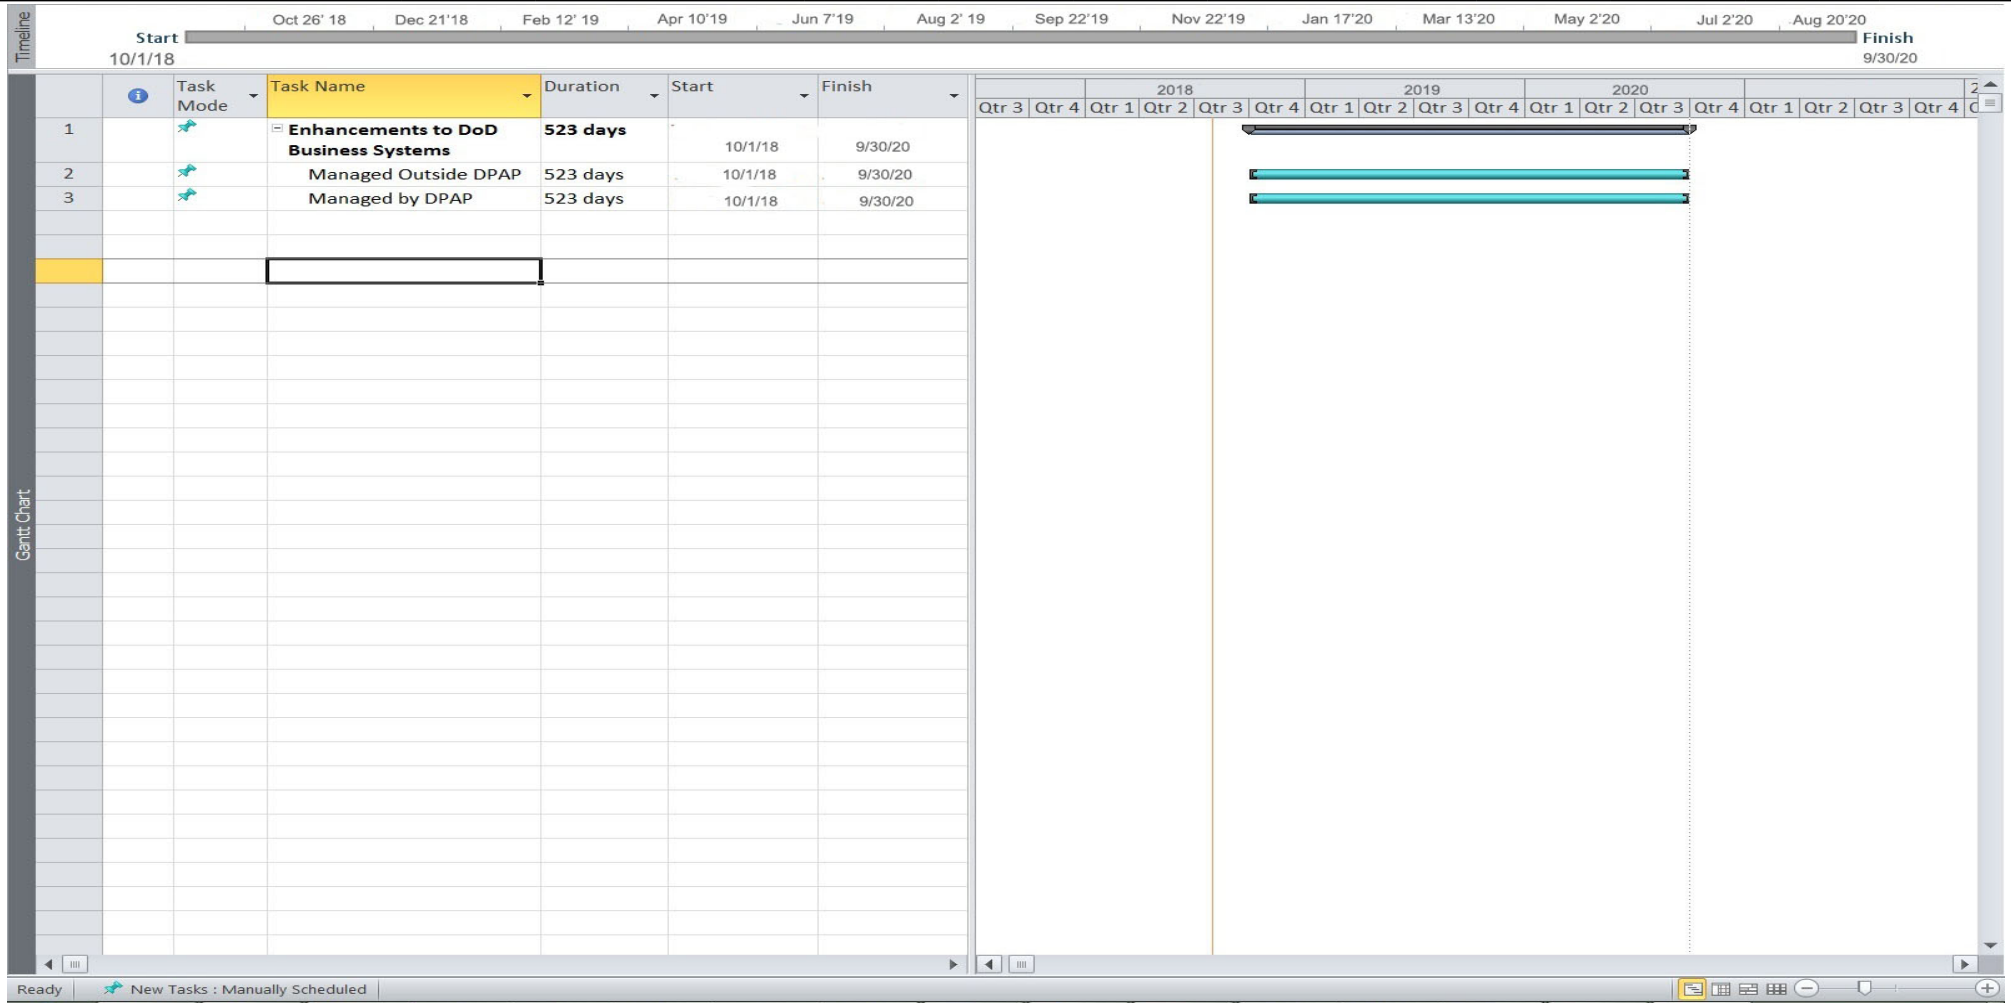 Timeline
Oct 26' 18 Dec 21'18 Feb 12' 19 Apr 10'19 Jun 7'19 Aug 2' 19 Sep 22'19 Nov 22'19 Jan 17'20 Mar 13'20 May 2'20 Jul 2'20 Aug 20'20
Start Finish
10/1/18 9/30/20
Task Mode Task Name Duration Start Finish
2018 2019 2020 2
Qtr 3 Qtr 4 Qtr 1 Qtr 2 Qtr 3 Qtr 4 Qtr 1 Qtr 2 Qtr 3 Qtr 4 Qtr 1 Qtr 2 Qtr 3 Qtr 4 Qtr 1 Qtr 2 Qtr 3 Qtr 4
1 Enhancements to DoD 523 days
Business Systems 10/1/18 9/30/20
2 Managed Outside DPAP 523 days 10/1/18 9/30/20
3 Managed by DPAP 523 days 10/1/18 9/30/20
Gantt Chart
Ready New Tasks : Manually Scheduled